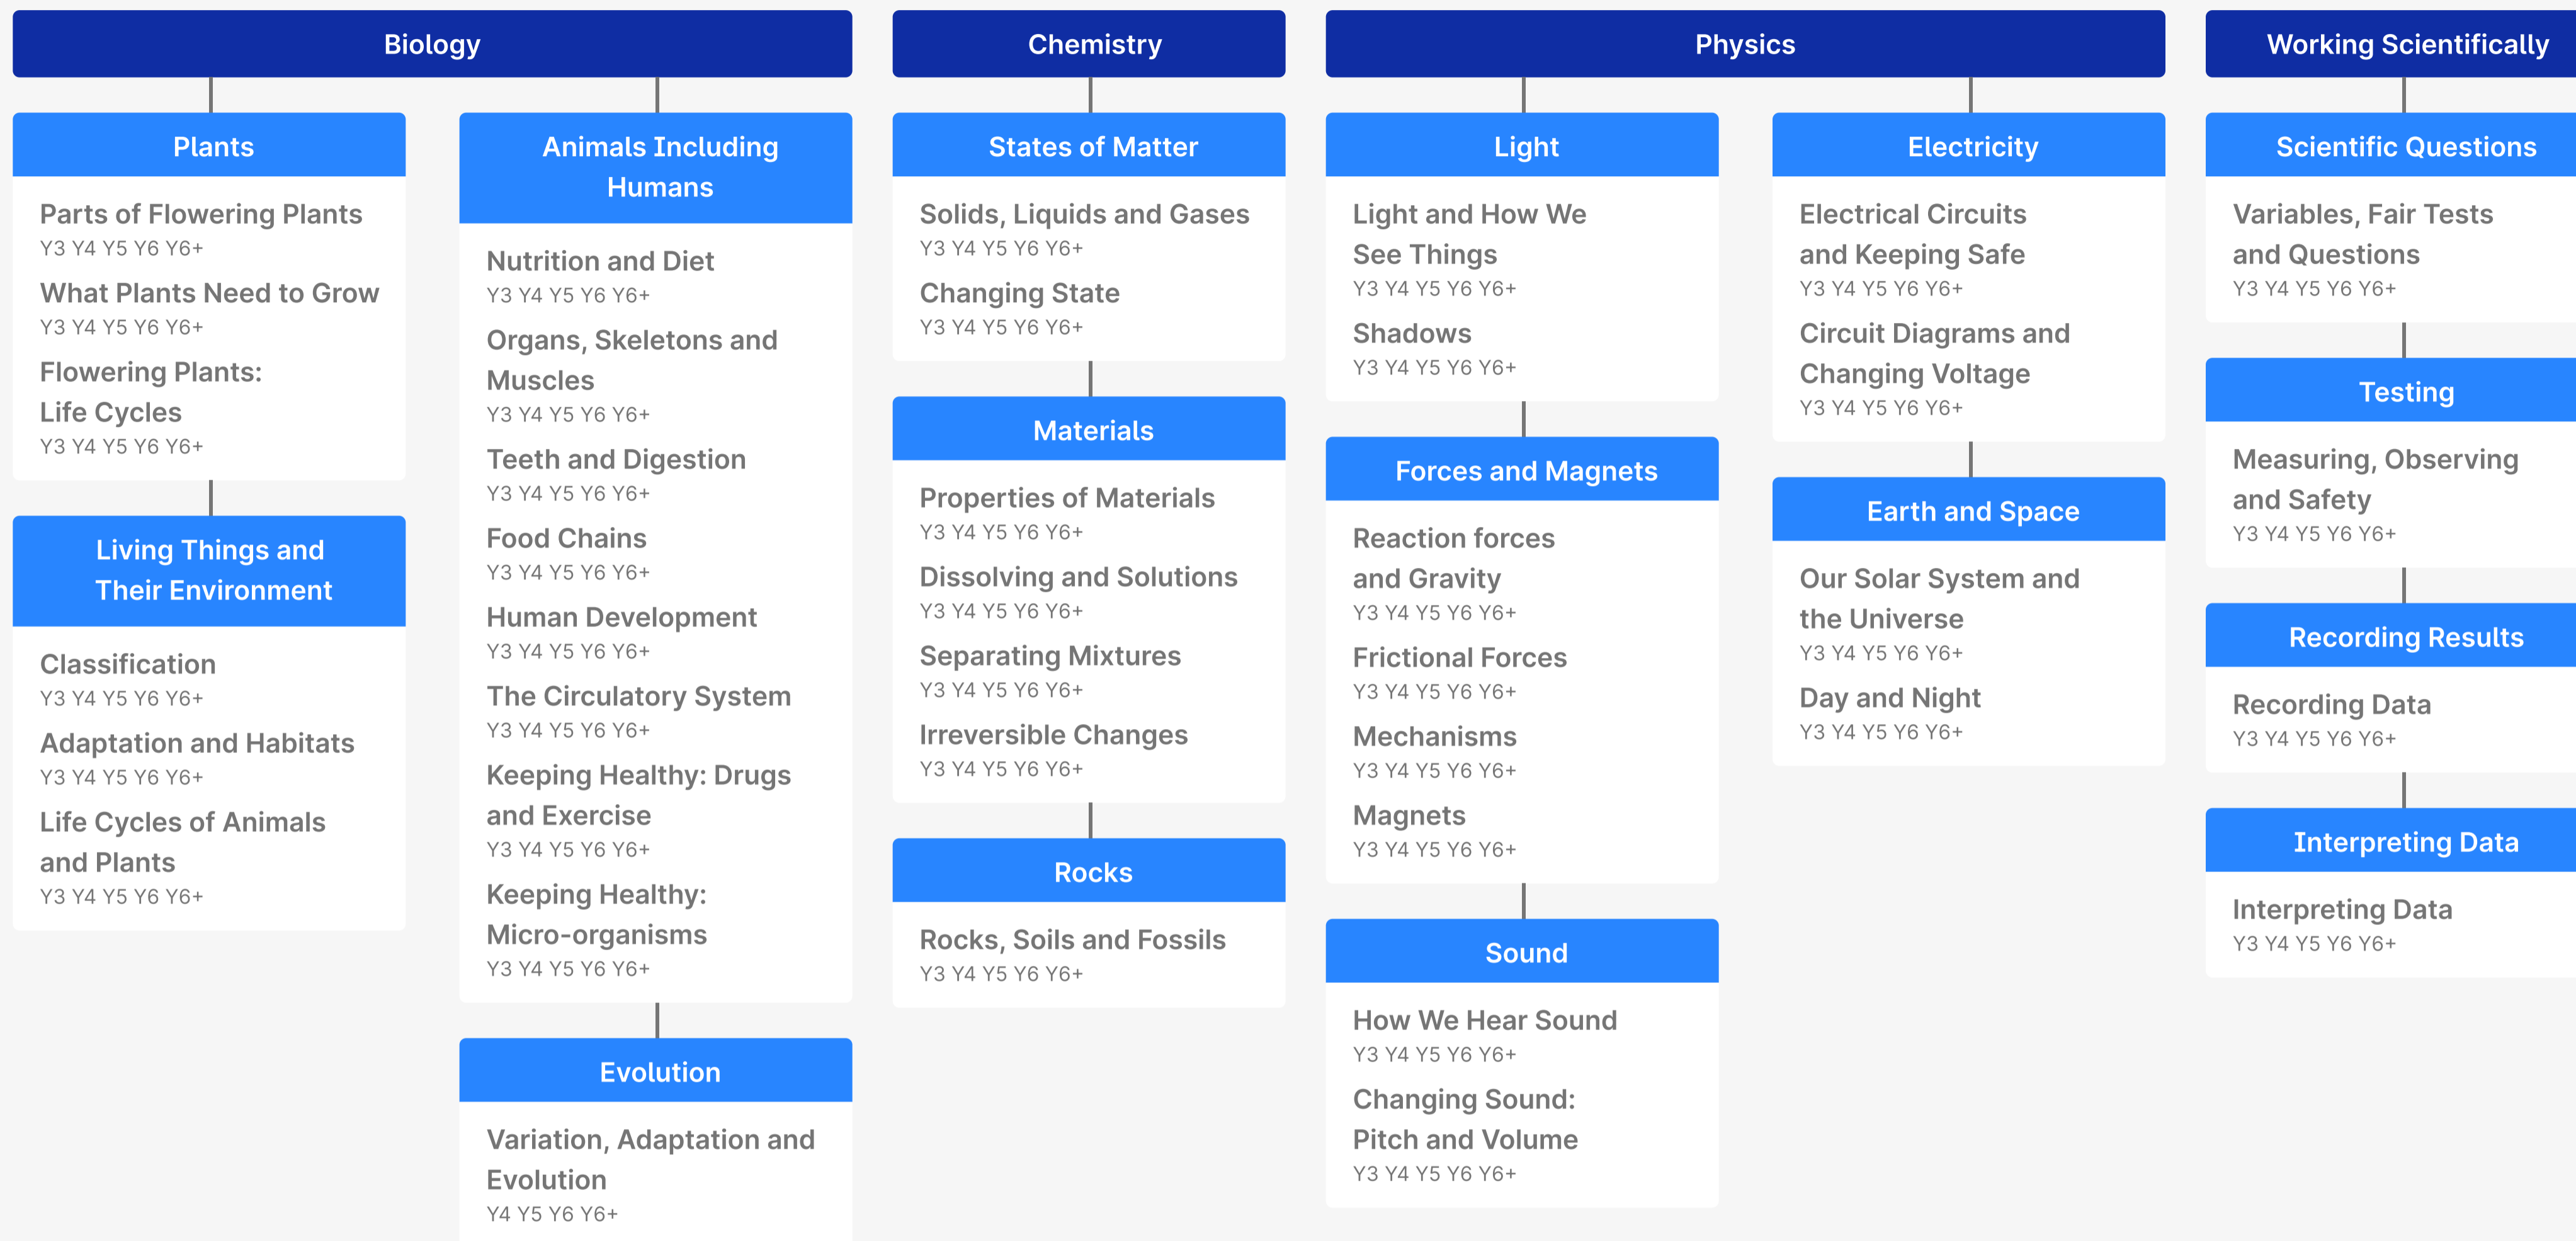 Biology
Plants
Parts of Flowering Plants
Y3 Y4 Y5 Y6 Y6+
What Plants Need to Grow
Y3 Y4 Y5 Y6 Y6+
Flowering Plants:
Life Cycles
Y3 Y4 Y5 Y6 Y6+
Living Things and
Their Environment
Classification
Y3 Y4 Y5 Y6 Y6+
Adaptation and Habitats
Y3 Y4 Y5 Y6 Y6+
Life Cycles of Animals
and Plants
Y3 Y4 Y5 Y6 Y6+
Animals Including
Humans
Nutrition and Diet
Y3 Y4 Y5 Y6 Y6+
Organs, Skeletons and
Muscles
Y3 Y4 Y5 Y6 Y6+
Teeth and Digestion
Y3 Y4 Y5 Y6 Y6+
Food Chains
Y3 Y4 Y5 Y6 Y6+
Human Development
Y3 Y4 Y5 Y6 Y6+
The Circulatory System
Y3 Y4 Y5 Y6 Y6+
Keeping Healthy: Drugs
and Exercise
Y3 Y4 Y5 Y6 Y6+
Keeping Healthy:
Micro-organisms
Y3 Y4 Y5 Y6 Y6+
Evolution
Variation, Adaptation and
Evolution
Y4 Y5 Y6 Y6+
Chemistry
States of Matter
Solids, Liquids and Gases
Y3 Y4 Y5 Y6 Y6+
Changing State
Y3 Y4 Y5 Y6 Y6+
Materials
Properties of Materials
Y3 Y4 Y5 Y6 Y6+
Dissolving and Solutions
Y3 Y4 Y5 Y6 Y6+
Separating Mixtures
Y3 Y4 Y5 Y6 Y6+
Irreversible Changes
Y3 Y4 Y5 Y6 Y6+
Rocks
Rocks, Soils and Fossils
Y3 Y4 Y5 Y6 Y6+
Physics
Light
Light and How We
See Things
Y3 Y4 Y5 Y6 Y6+
Shadows
Y3 Y4 Y5 Y6 Y6+
Forces and Magnets
Reaction forces
and Gravity
Y3 Y4 Y5 Y6 Y6+
Frictional Forces
Y3 Y4 Y5 Y6 Y6+
Mechanisms
Y3 Y4 Y5 Y6 Y6+
Magnets
Y3 Y4 Y5 Y6 Y6+
Sound
How We Hear Sound
Y3 Y4 Y5 Y6 Y6+
Changing Sound:
Pitch and Volume
Y3 Y4 Y5 Y6 Y6+
Electricity
Electrical Circuits
and Keeping Safe
Y3 Y4 Y5 Y6 Y6+
Circuit Diagrams and
Changing Voltage
Y3 Y4 Y5 Y6 Y6+
Earth and Space
Our Solar System and
the Universe
Y3 Y4 Y5 Y6 Y6+
Day and Night
Y3 Y4 Y5 Y6 Y6+
Working Scientifically
Scientific Questions
Variables, Fair Tests
and Questions
Y3 Y4 Y5 Y6 Y6+
Testing
Measuring, Observing
and Safety
Y3 Y4 Y5 Y6 Y6+
Recording Results
Recording Data
Y3 Y4 Y5 Y6 Y6+
Interpreting Data
Interpreting Data
Y3 Y4 Y5 Y6 Y6+